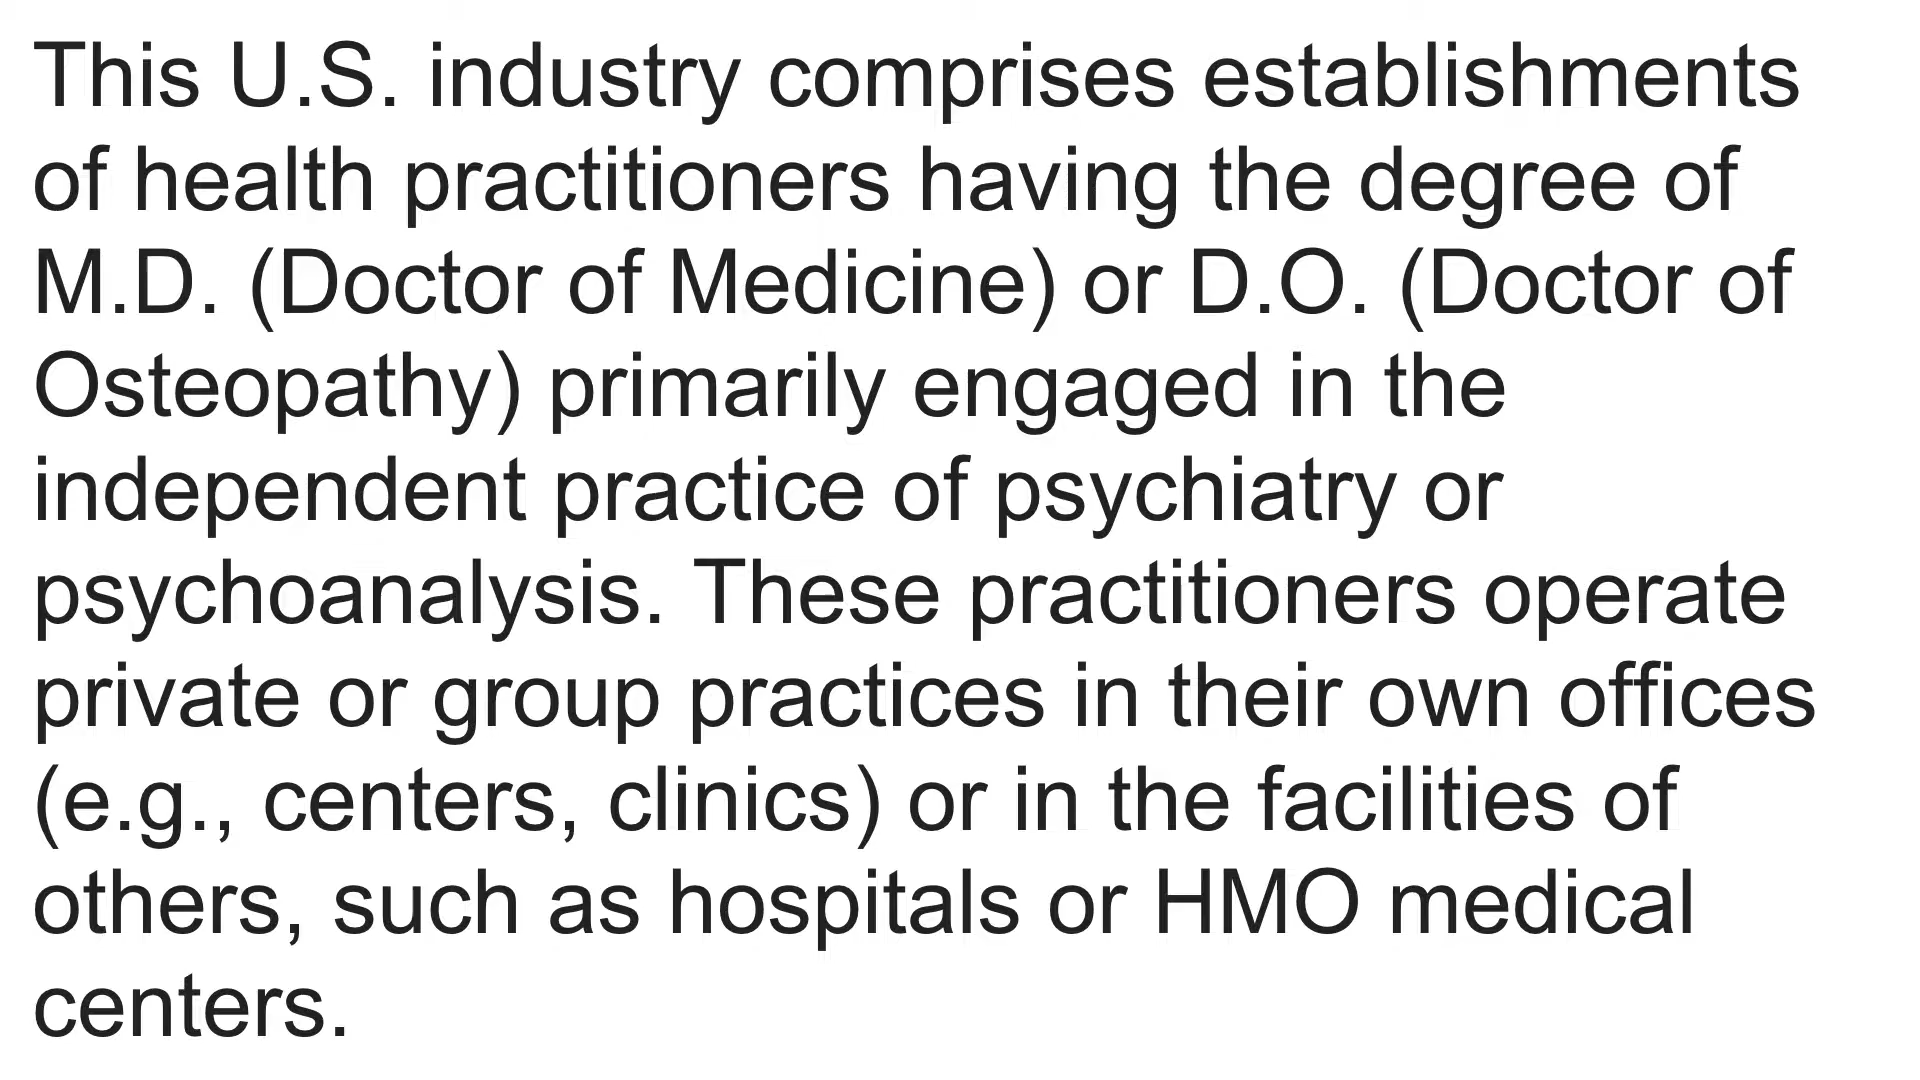 This U.S. industry comprises establishments
of health practitioners having the degree of
M.D. (Doctor of Medicine) or D.O. (Doctor of
Osteopathy) primarily engaged in the
independent practice of psychiatry or
psychoanalysis. These practitioners operate
private or group practices in their own offices
(e.g., centers, clinics) or in the facilities of
others, such as hospitals or HMO medical
centers.